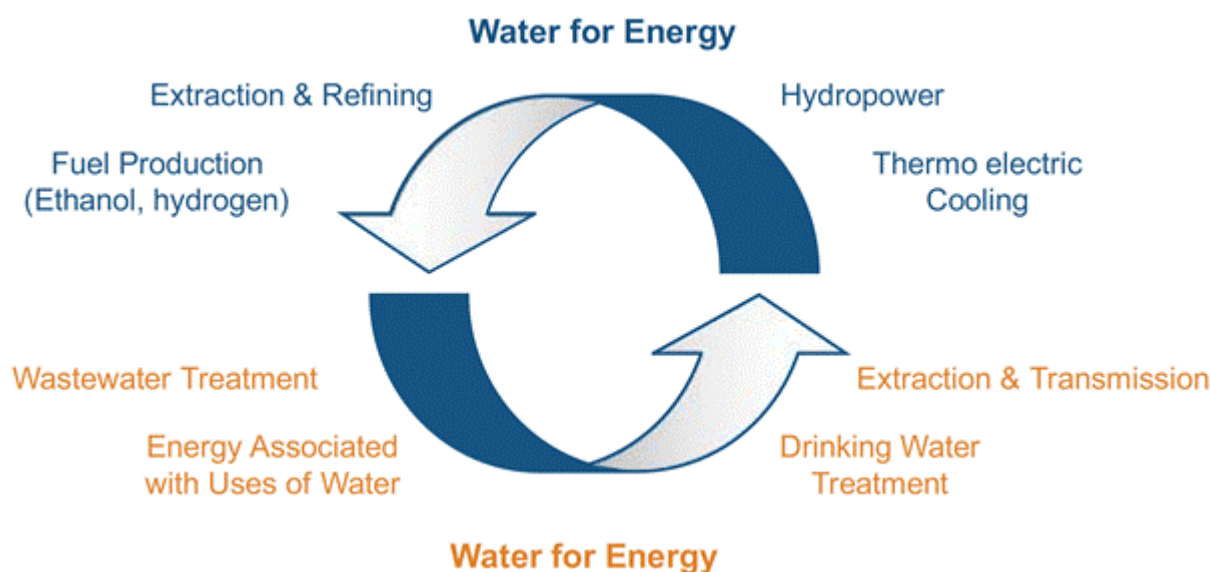 Water for Energy
Extraction & Refining
Hydropower
Fuel Production
(Ethanol, hydrogen)
Thermo electric
Cooling
Wastewater Treatment
Extraction & Transmission
Energy Associated
with Uses of Water
Drinking Water
Treatment
Water for Energy